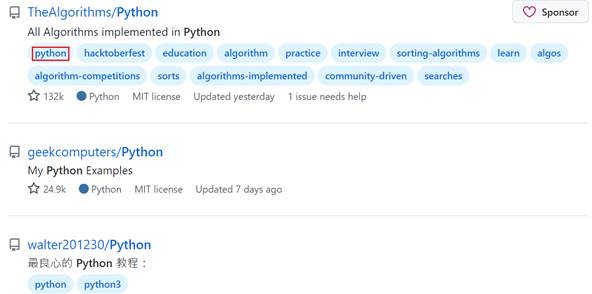 TheAlgorithms/Python
Sponsor
All Algorithms implemented in Python
python hacktoberfest education algorithm practice interview sorting-algorithms learn algos
algorithm-competitions sorts algorithms-implemented community-driven searches
132k Python MIT license Updated yesterday 1 issue needs help
geekcomputers/Python
My Python Examples
24.9k Python MIT license Updated 7 days ago
walter201230/Python
最良心的 Python 教程：
python python3